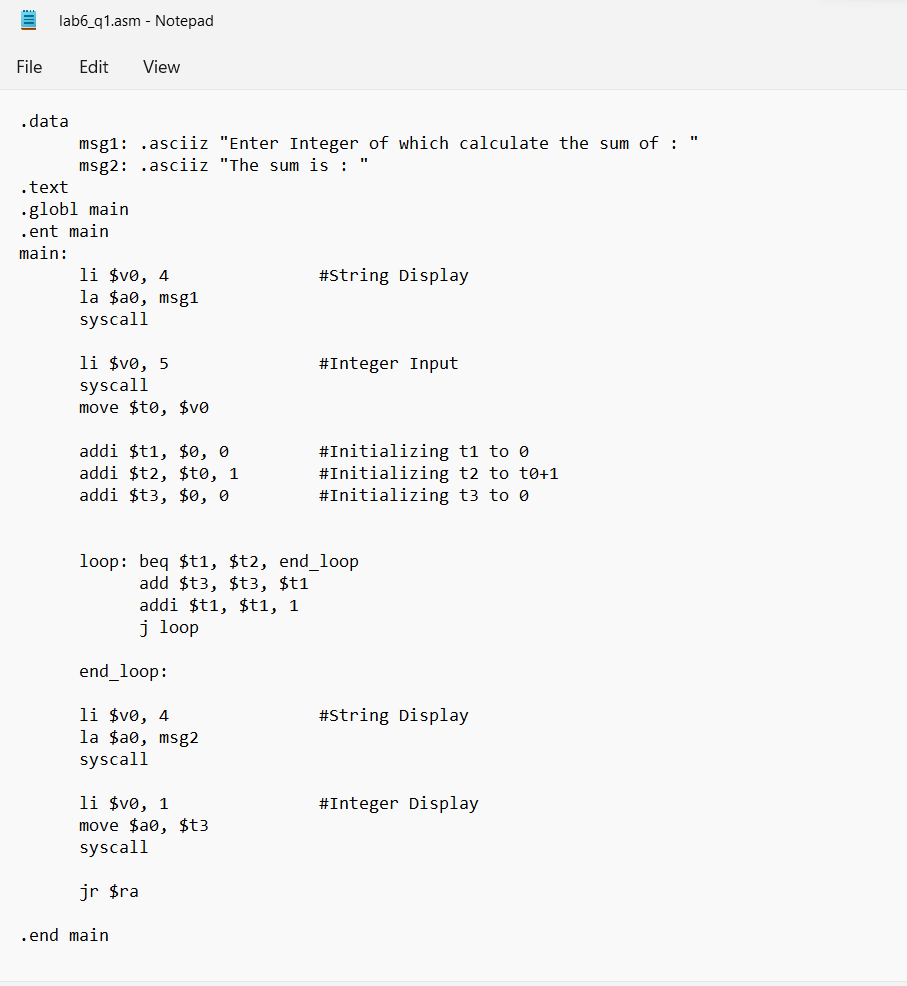 lab6_q1.asm - Notepad
File Edit View
.data
msg1: .asciiz "Enter Integer of which calculate the sum of : "
msg2: .asciiz "The sum is : "
.text
.globl main
.ent main
main:
li $v0, 4 #String Display
la $a0, msg1
syscall
li $v0, 5 #Integer Input
syscall
move $t0, $v0
addi $t1, $0, 0 #Initializing t1 to 0
addi $t2, $t0, 1 #Initializing t2 to t0+1
addi $t3, $0, 0 #Initializing t3 to 0
loop: beq $t1, $t2, end_loop
add $t3, $t3, $t1
addi $t1, $t1, 1
j loop
end_loop:
li $v0, 4 #String Display
la $a0, msg2
syscall
li $v0, 1 #Integer Display
move $a0, $t3
syscall
jr $ra
.end main